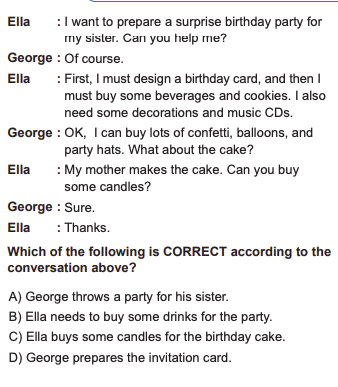 Ella : I want to prepare a surprise birthday party for
my sister. Can you help me?
George : Of course.
Ella : First, I must design a birthday card, and then I
must buy some beverages and cookies. I also
need some decorations and music CDs.
George : OK, I can buy lots of confetti, balloons, and
party hats. What about the cake?
Ella : My mother makes the cake. Can you buy
some candles?
George : Sure.
Ella : Thanks.
Which of the following is CORRECT according to the
conversation above?
A) George throws a party for his sister.
B) Ella needs to buy some drinks for the party.
C) Ella buys some candles for the birthday cake.
D) George prepares the invitation card.